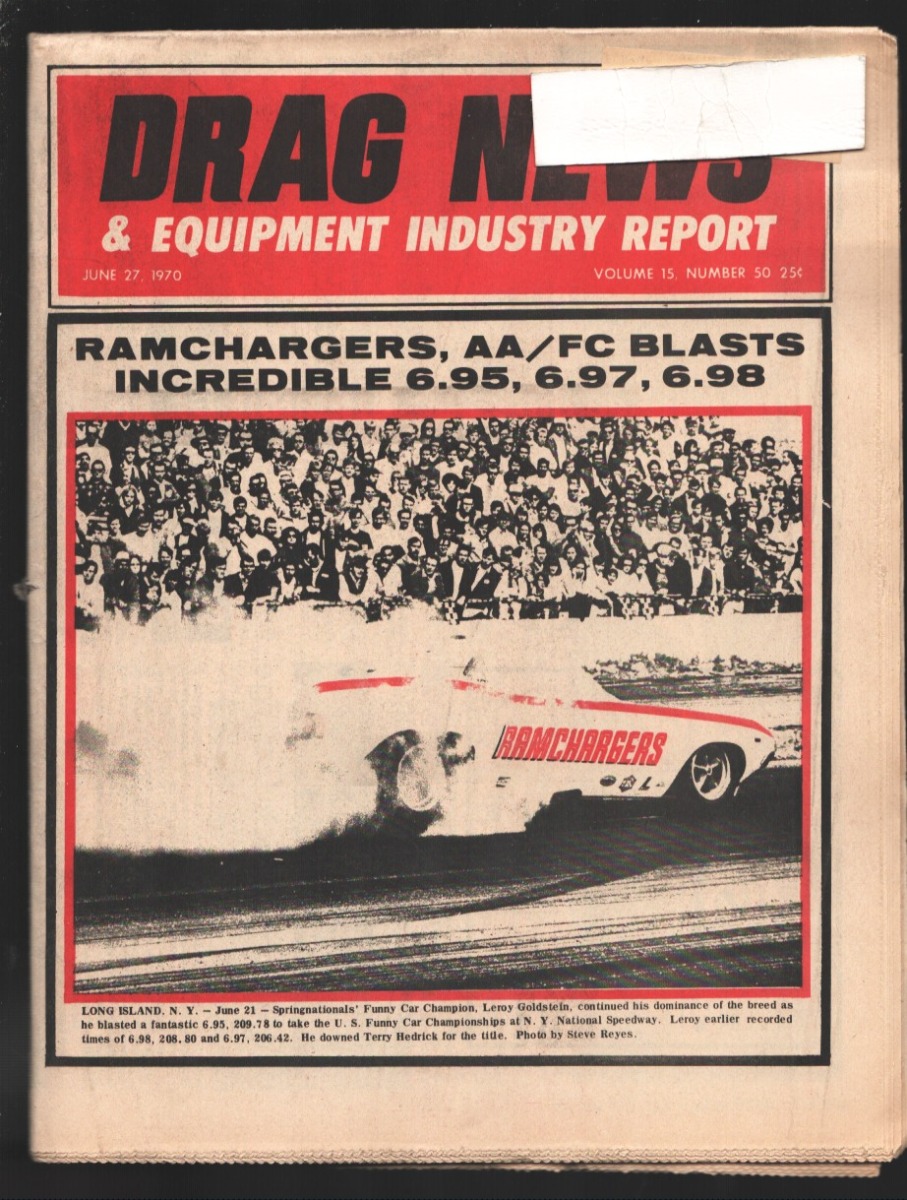 DRAG NEWS
& EQUIPMENT INDUSTRY REPORT
JUNE 27, 1970
VOLUME 15, NUMBER 50 25¢
RAMCHARGERS, AA/FC BLASTS
INCREDIBLE 6.95, 6.97, 6.98
RAMCHARGERS
LONG ISLAND, N. Y. — June 21 — Springnationals' Funny Car Champion, Leroy Goldstein, continued his dominance of the breed as
he blasted a fantastic 6.95, 209.78 to take the U. S. Funny Car Championships at N. Y. National Speedway. Leroy earlier recorded
times of 6.98, 208.80 and 6.97, 206.42. He downed Terry Hedrick for the title. Photo by Steve Reyes.